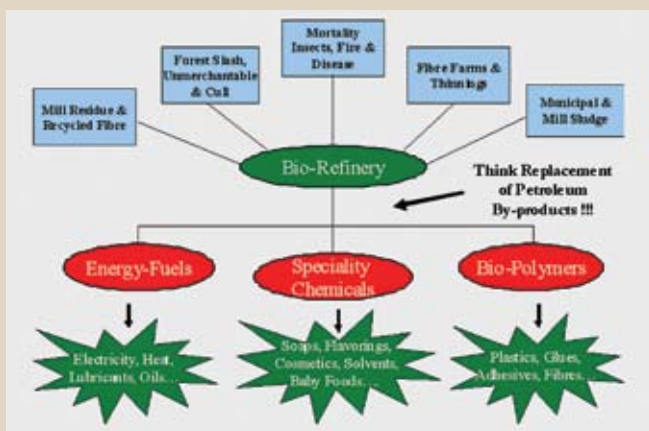 Mortality
Insects, Fire &
Disease
Forest Slash,
Unmerchantable
& Cull
Fibre Farms &
Thinnings
Mill Residue &
Recycled Fibre
Municipal &
Mill Sludge
Bio-Refinery
Think Replacement
of Petroleum
By-products !!!
Energy-Fuels
Speciality
Chemicals
Bio-Polymers
Electricity, Heat,
Lubricants, Oils...
Soaps, Flavorings,
Cosmetics, Solvents,
Baby Foods...
Plastics, Glues,
Adhesives, Fibres...